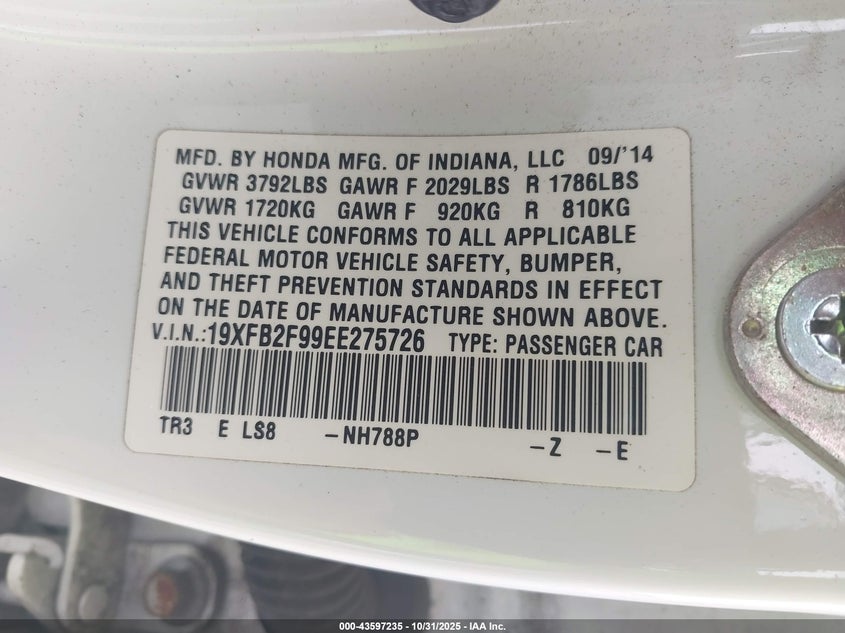 MFD. BY HONDA MFG. OF INDIANA, LLC 09/'14
GVWR 3792LBS GAWR F 2029LBS R 1786LBS
GVWR 1720KG GAWR F 920KG R 810KG
THIS VEHICLE CONFORMS TO ALL APPLICABLE
FEDERAL MOTOR VEHICLE SAFETY, BUMPER,
AND THEFT PREVENTION STANDARDS IN EFFECT
ON THE DATE OF MANUFACTURE SHOWN ABOVE.
V.I.N.:19XFB2F99EE275726 TYPE: PASSENGER CAR
TR3 E LS8 -NH788P -Z -E
000-43597235 - 10/31/2025 - IAA Inc.